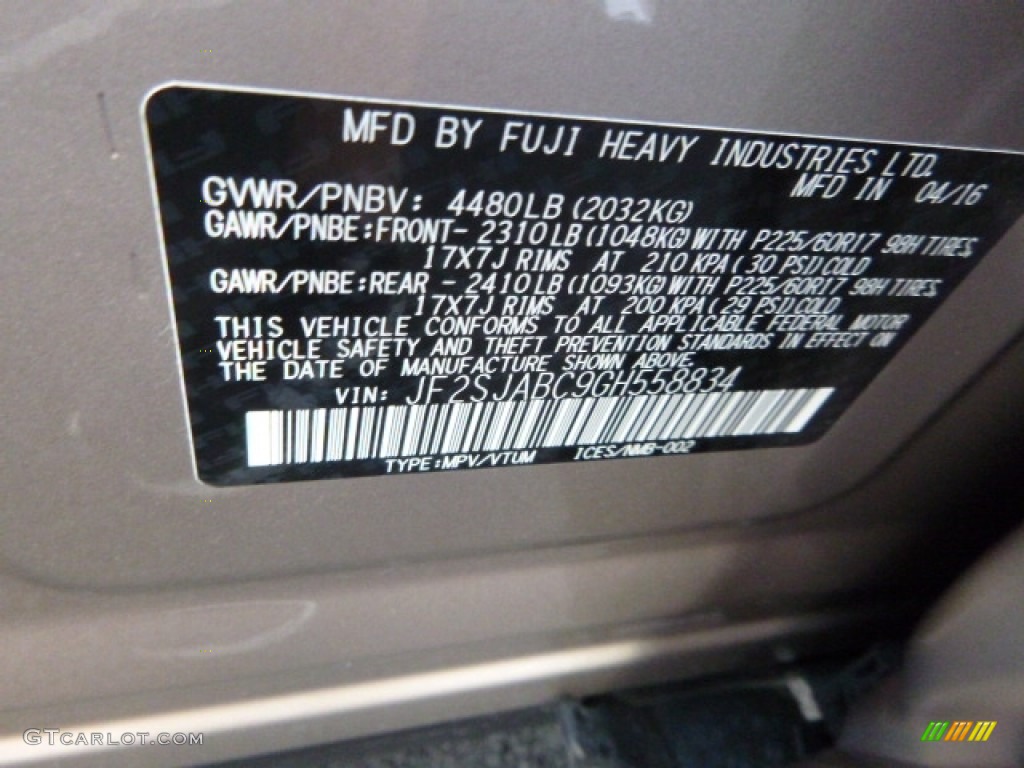 MFD BY FUJI HEAVY INDUSTRIES LTD.
MFD IN 04/16
GVWR/PNBV: 4480LB (2032KG)
GAWR/PNBE:FRONT- 2310LB (1048KG) WITH P225/60R17 98H TIRES
17X7J RIMS AT 210 KPA( 30 PSI) COLD
GAWR/PNBE:REAR - 2410LB (1093KG) WITH P225/60R17 98H TIRES
17X7J RIMS AT 200 KPA( 29 PSI) COLD
THIS VEHICLE CONFORMS TO ALL APPLICABLE FEDERAL MOTOR
VEHICLE SAFETY AND THEFT PREVENTION STANDARDS IN EFFECT ON
THE DATE OF MANUFACTURE SHOWN ABOVE.
VIN: JF2SJABC9GH558834
TYPE:MPV/VTUM ICES/NMB-002
GTCARLOT.COM